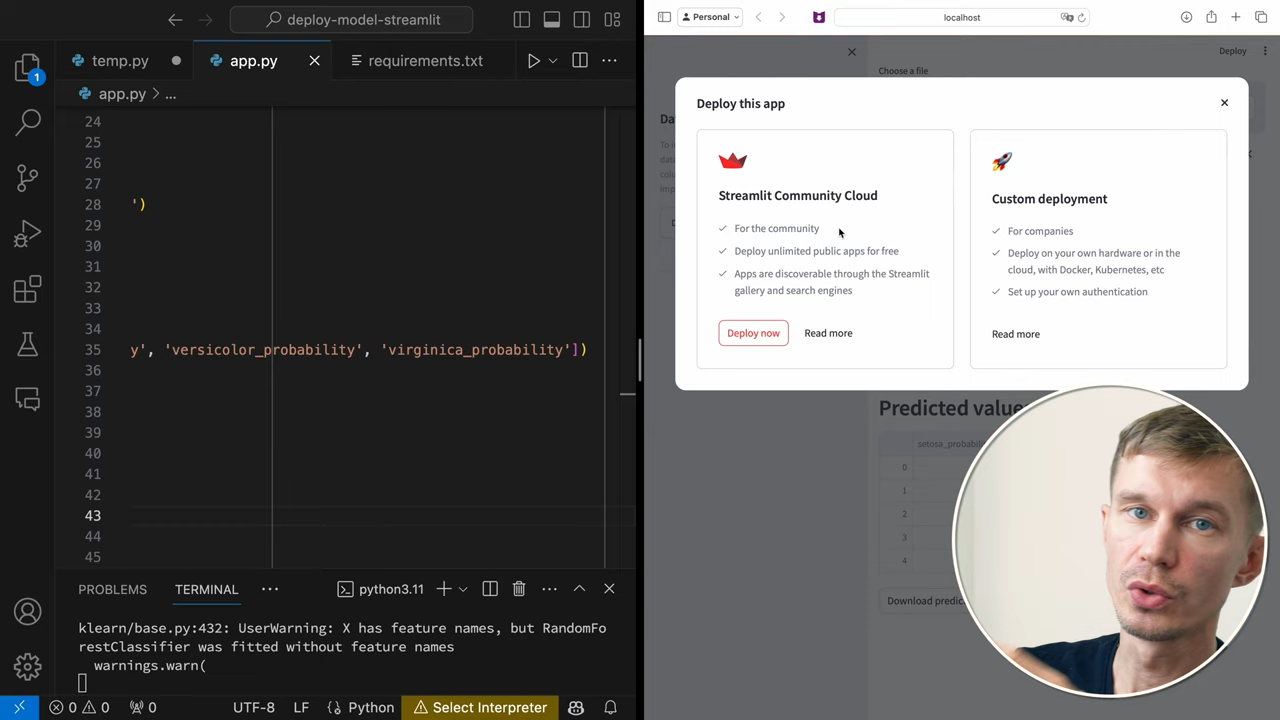 deploy-model-streamlit
temp.py
app.py
requirements.txt
app.py > ...
24
25
26
27
28 ')
29
30
31
32
33
34
35 y', 'versicolor_probability', 'virginica_probability'])
36
37
38
39
40
41
42
43
44
45
1
PROBLEMS
TERMINAL
python3.11
klearn/base.py:432: UserWarning: X has feature names, but RandomFo
restClassifier was fitted without feature names
warnings.warn(
0 0 0
UTF-8
LF
Python
Select Interpreter
Personal
localhost
Deploy
Choose a file
Deploy this app
Streamlit Community Cloud
For the community
Deploy unlimited public apps for free
Apps are discoverable through the Streamlit
gallery and search engines
Deploy now
Read more
Custom deployment
For companies
Deploy on your own hardware or in the
cloud, with Docker, Kubernetes, etc
Set up your own authentication
Read more
Predicted value
setosa_probabili
0
1
2
3
4
Download predic